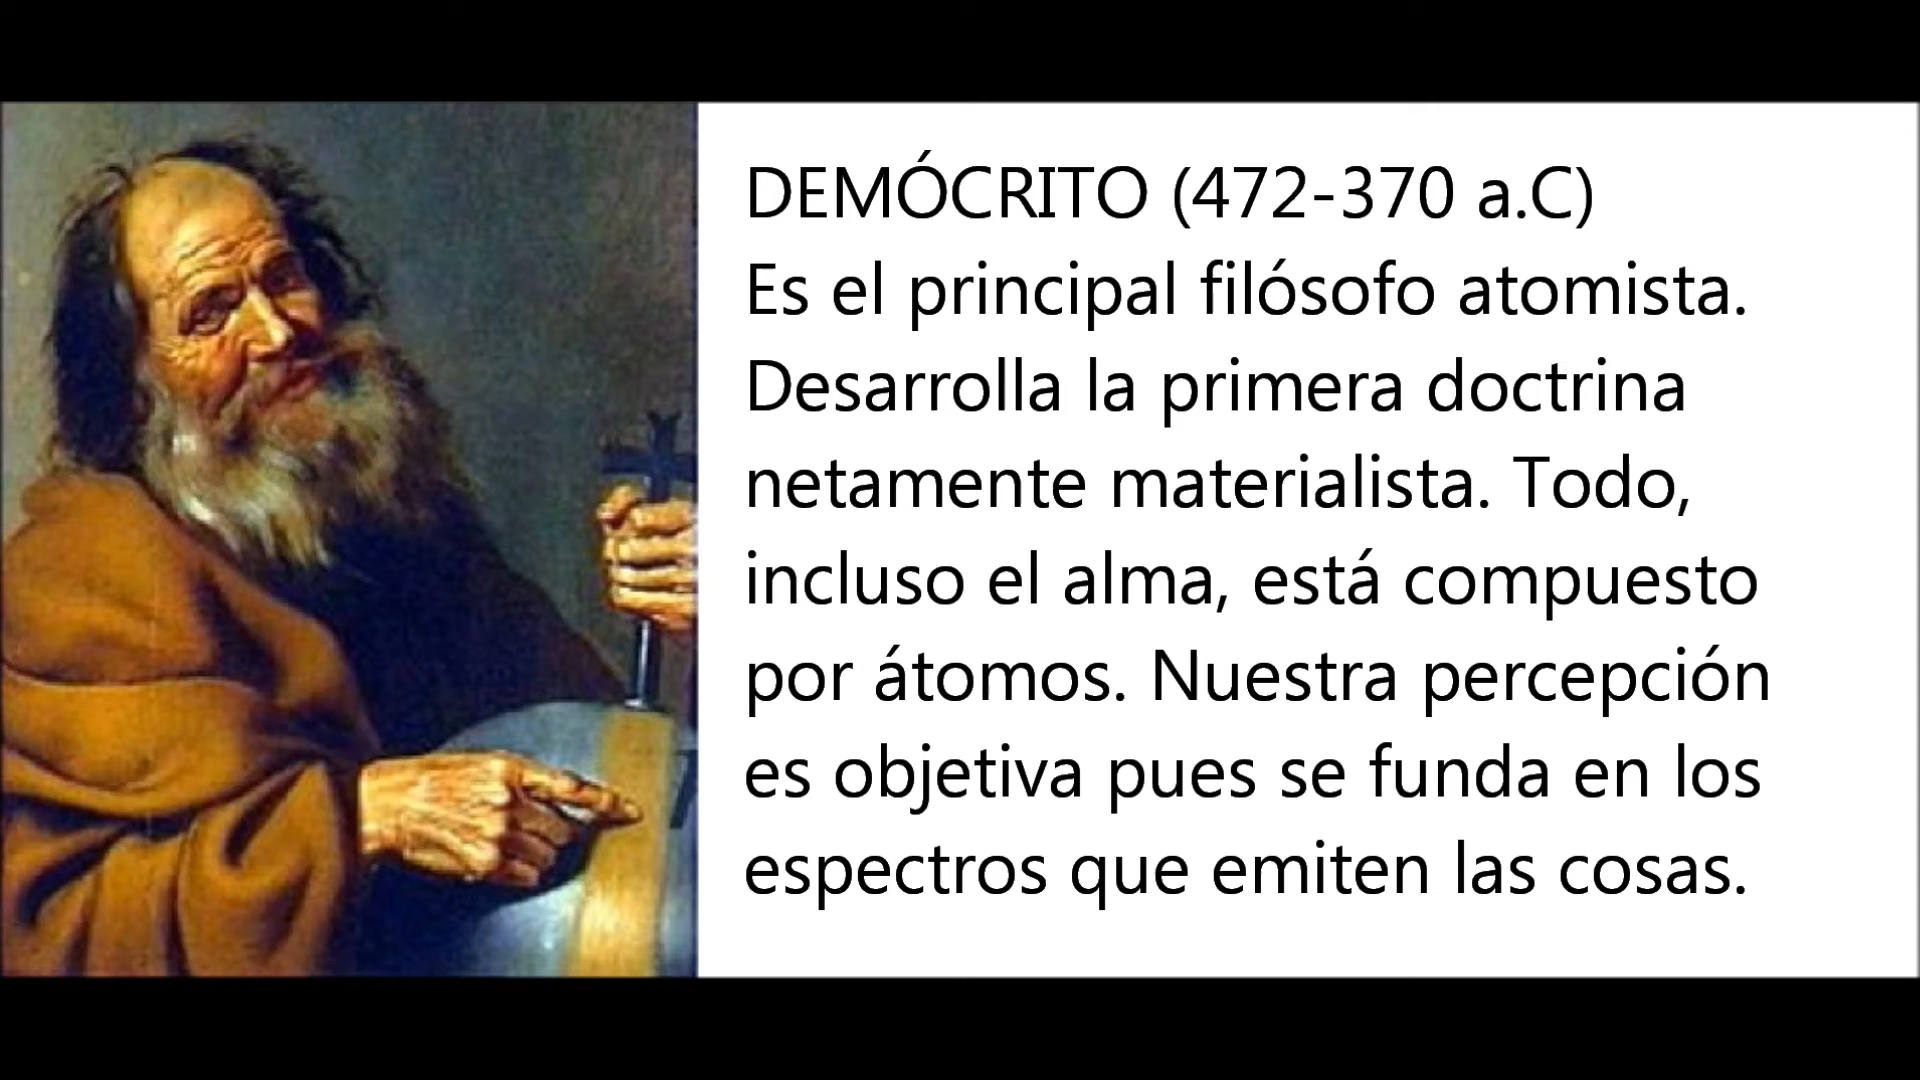 DEMÓCRITO (472-370 a.C)
Es el principal filósofo atomista.
Desarrolla la primera doctrina
netamente materialista. Todo,
incluso el alma, está compuesto
por átomos. Nuestra percepción
es objetiva pues se funda en los
espectros que emiten las cosas.